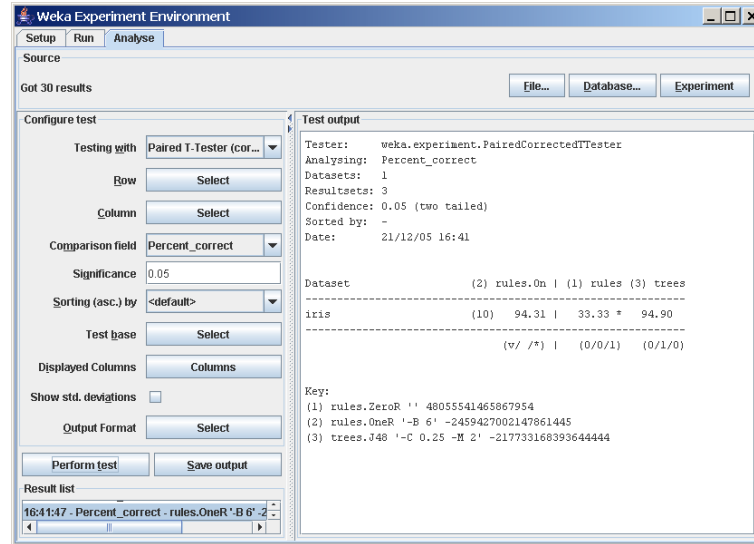 Weka Experiment Environment
Setup Run Analyse
Source
Got 30 results
File... Database... Experiment
Configure test
Testing with Paired T-Tester (cor...
Row Select
Column Select
Comparison field Percent_correct
Significance 0.05
Sorting (asc.) by <default>
Test base Select
Displayed Columns Columns
Show std. deviations
Output Format Select
Perform test Save output
Result list
16:41:47 - Percent_correct - rules.OneR '-B 6' -2
Test output
Tester: weka.experiment.PairedCorrectedTTester
Analysing: Percent_correct
Datasets: 1
Resultsets: 3
Confidence: 0.05 (two tailed)
Sorted by: -
Date: 21/12/05 16:41
Dataset (2) rules.On | (1) rules (3) trees
--------------------------------------------------------------
iris (10) 94.31 | 33.33 * 94.90
--------------------------------------------------------------
(v/ /*) | (0/0/1) (0/1/0)
Key:
(1) rules.ZeroR '' 48055541465867954
(2) rules.OneR '-B 6' -2459427002147861445
(3) trees.J48 '-C 0.25 -M 2' -217733168393644444